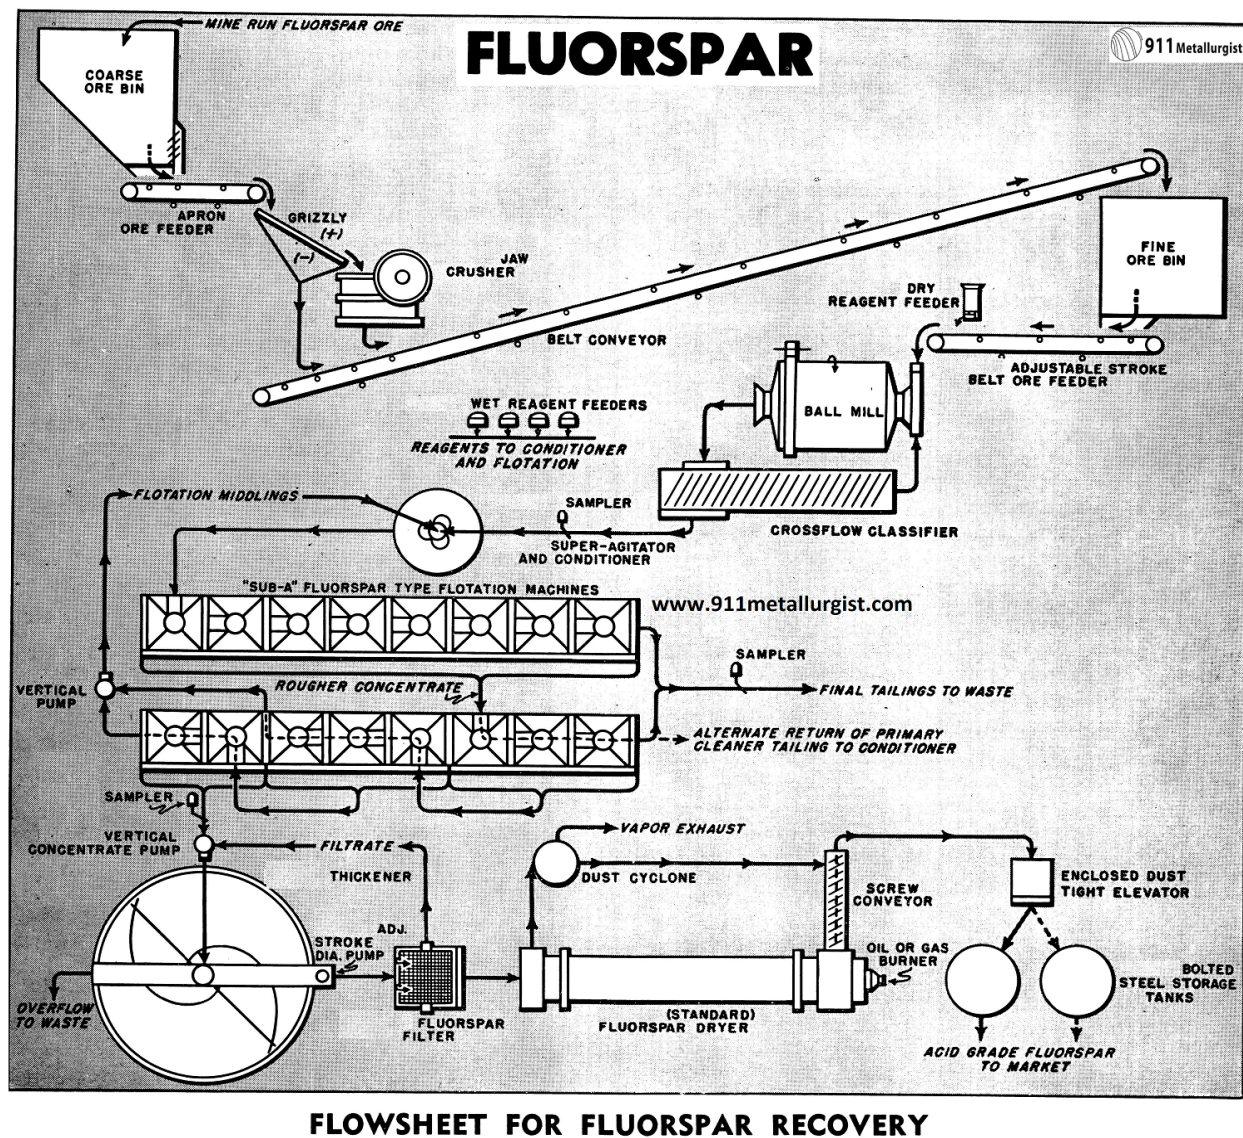 MINE RUN FLUORSPAR ORE
FLUORSPAR
911 Metallurgist
COARSE
ORE BIN
APRON
ORE FEEDER
GRIZZLY
(+)
(-)
JAW
CRUSHER
BELT CONVEYOR
FINE
ORE BIN
DRY
REAGENT FEEDER
ADJUSTABLE STROKE
BELT ORE FEEDER
BALL MILL
WET REAGENT FEEDERS
REAGENTS TO CONDITIONER
AND FLOTATION
CROSSFLOW CLASSIFIER
FLOTATION MIDDLINGS
SAMPLER
SUPER-AGITATOR
AND CONDITIONER
"SUB-A" FLUORSPAR TYPE FLOTATION MACHINES
www.911metallurgist.com
SAMPLER
ROUGHER CONCENTRATE
FINAL TAILINGS TO WASTE
VERTICAL
PUMP
ALTERNATE RETURN OF PRIMARY
CLEANER TAILING TO CONDITIONER
SAMPLER
VERTICAL
CONCENTRATE PUMP
FILTRATE
THICKENER
VAPOR EXHAUST
DUST CYCLONE
SCREW
CONVEYOR
ENCLOSED DUST
TIGHT ELEVATOR
ADJ.
STROKE
DIA. PUMP
OIL OR GAS
BURNER
OVERFLOW
TO WASTE
FLUORSPAR
FILTER
(STANDARD)
FLUORSPAR DRYER
BOLTED
STEEL STORAGE
TANKS
ACID GRADE FLUORSPAR
TO MARKET
FLOWSHEET FOR FLUORSPAR RECOVERY